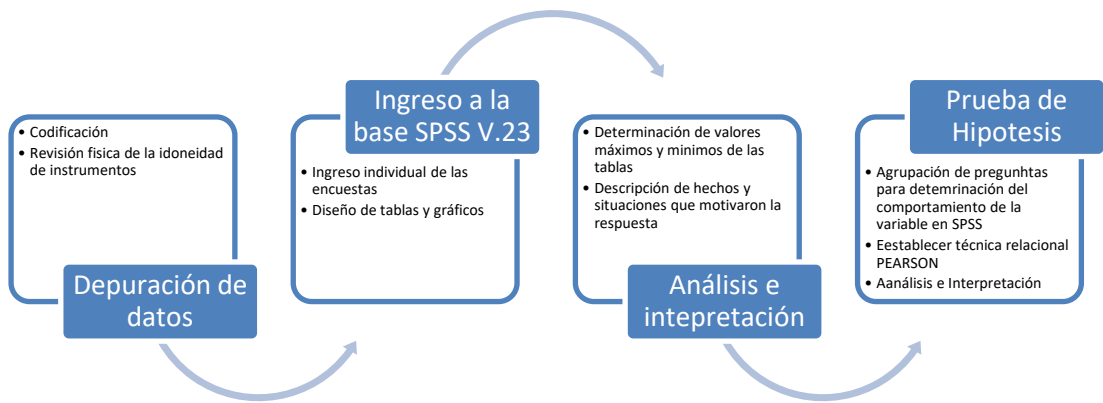 • Codificación
• Revisión fisica de la idoneidad
de instrumentos
Depuración de
datos
Ingreso a la
base SPSS V.23
• Ingreso individual de las
encuestas
• Diseño de tablas y gráficos
• Determinación de valores
máximos y minimos de las
tablas
• Descripción de hechos y
situaciones que motivaron la
respuesta
Análisis e
intepretación
Prueba de
Hipotesis
• Agrupación de pregunhtas
para detemrinación del
comportamiento de la
variable en SPSS
• Eestablecer técnica relacional
PEARSON
• Aanálisis e Interpretación